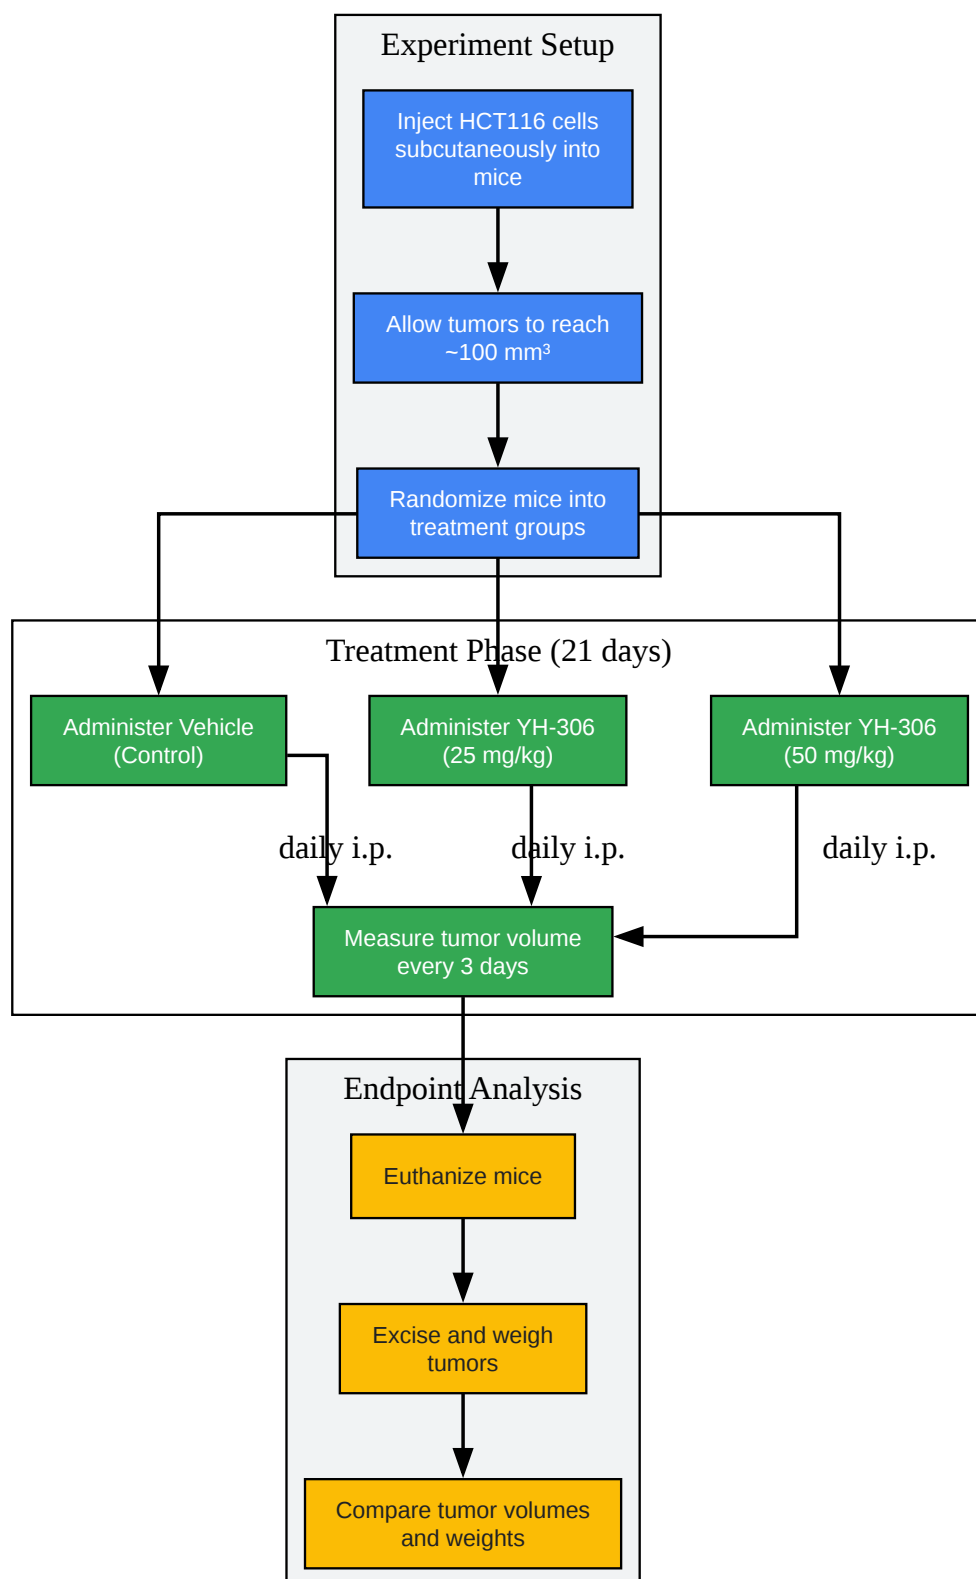 Experiment Setup
Inject HCT116 cells
subcutaneously into
mice
Allow tumors to reach
~100 mm³
Randomize mice into
treatment groups
Treatment Phase (21 days)
Administer Vehicle
(Control)
Administer YH-306
(25 mg/kg)
Administer YH-306
(50 mg/kg)
daily i.p.
daily i.p.
daily i.p.
Measure tumor volume
every 3 days
Endpoint Analysis
Euthanize mice
Excise and weigh
tumors
Compare tumor volumes
and weights